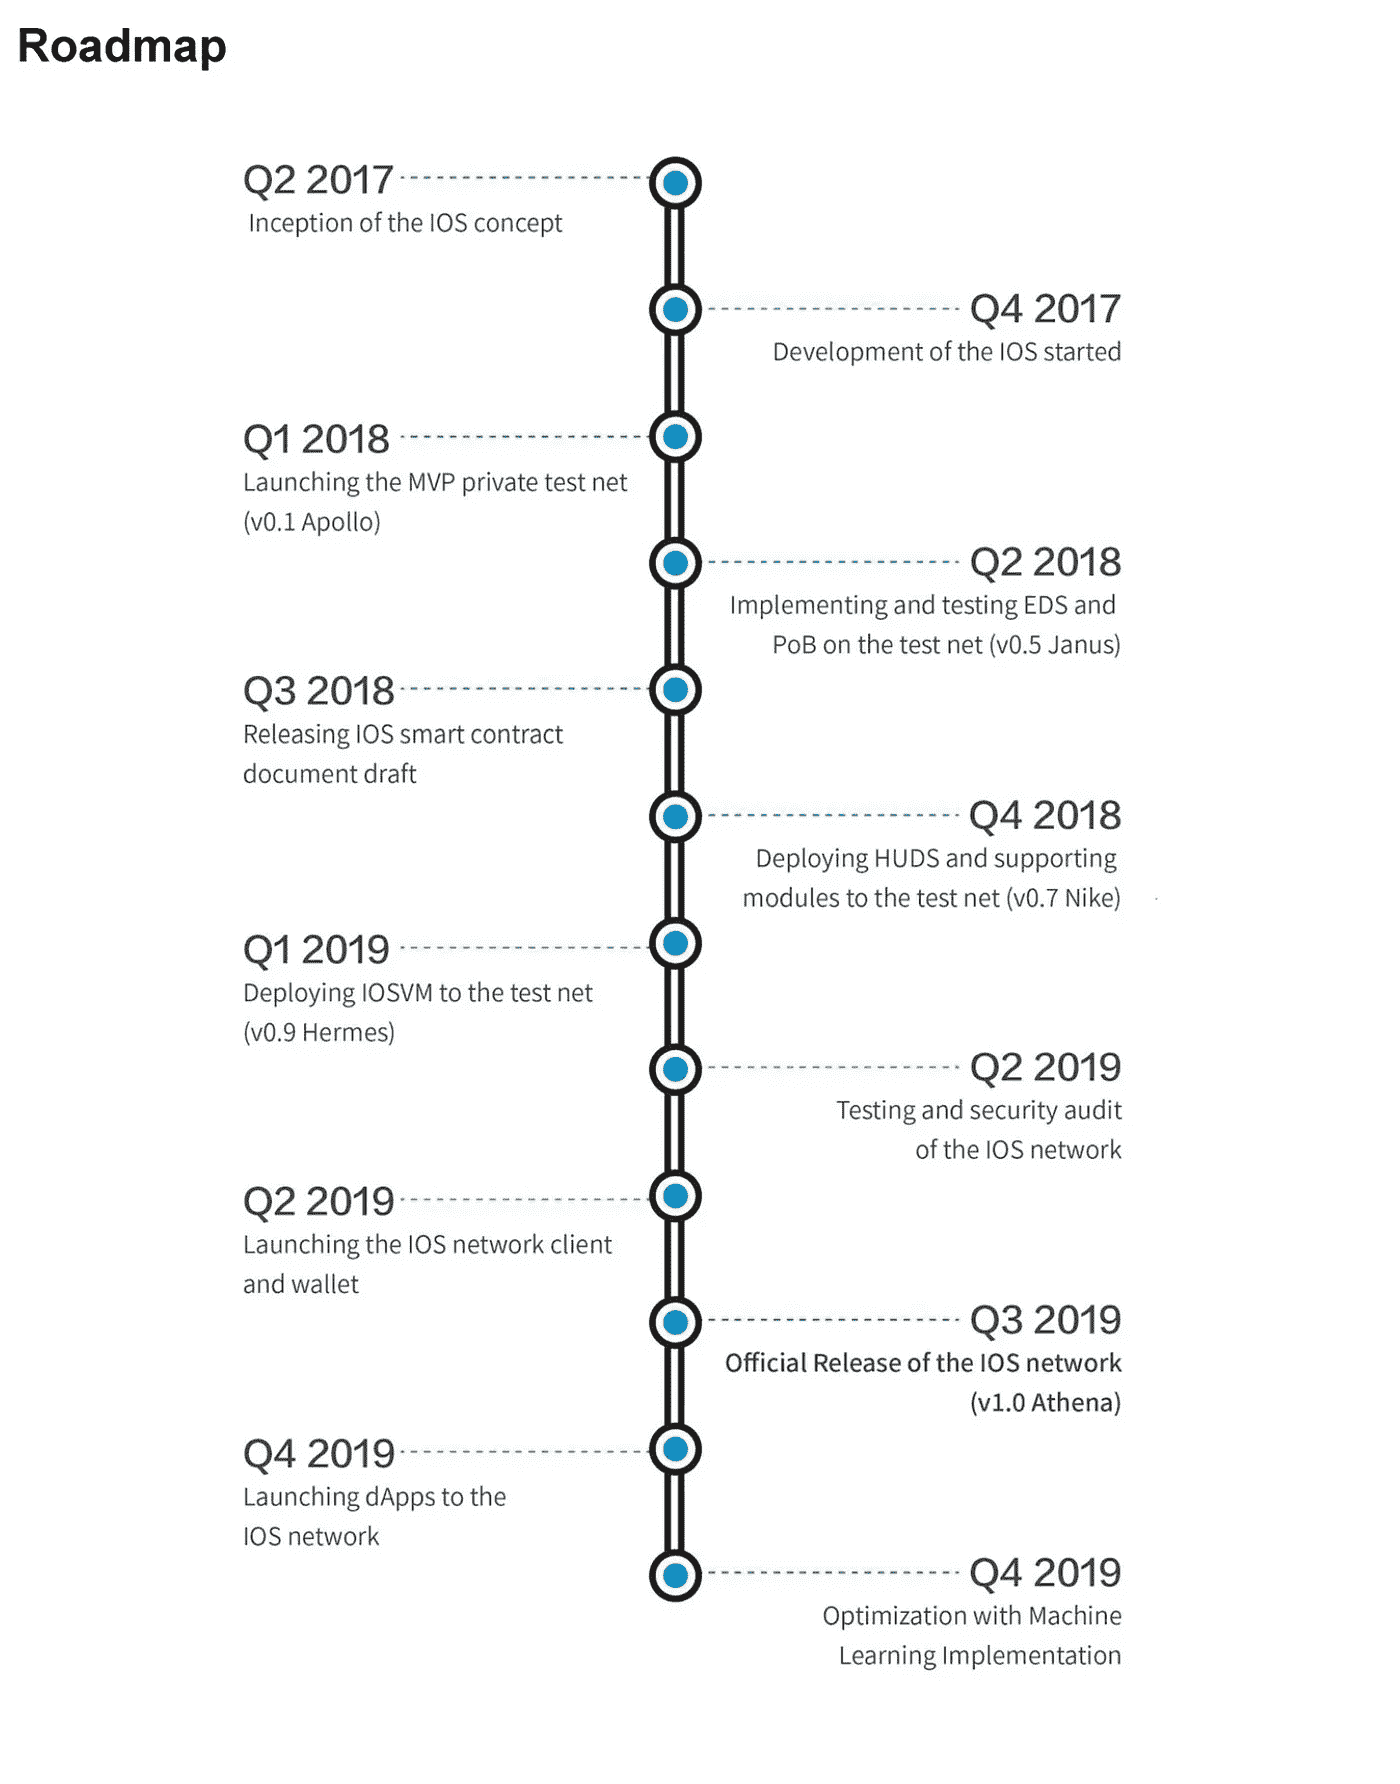 Roadmap
Q2 2017
Inception of the IOS concept
Q4 2017
Development of the IOS started
Q1 2018
Launching the MVP private test net
(v0.1 Apollo)
Q2 2018
Implementing and testing EDS and
PoB on the test net (v0.5 Janus)
Q3 2018
Releasing IOS smart contract
document draft
Q4 2018
Deploying HUDS and supporting
modules to the test net (v0.7 Nike)
Q1 2019
Deploying IOSVM to the test net
(v0.9 Hermes)
Q2 2019
Testing and security audit
of the IOS network
Q2 2019
Launching the IOS network client
and wallet
Q3 2019
Official Release of the IOS network
(v1.0 Athena)
Q4 2019
Launching dApps to the
IOS network
Q4 2019
Optimization with Machine
Learning Implementation